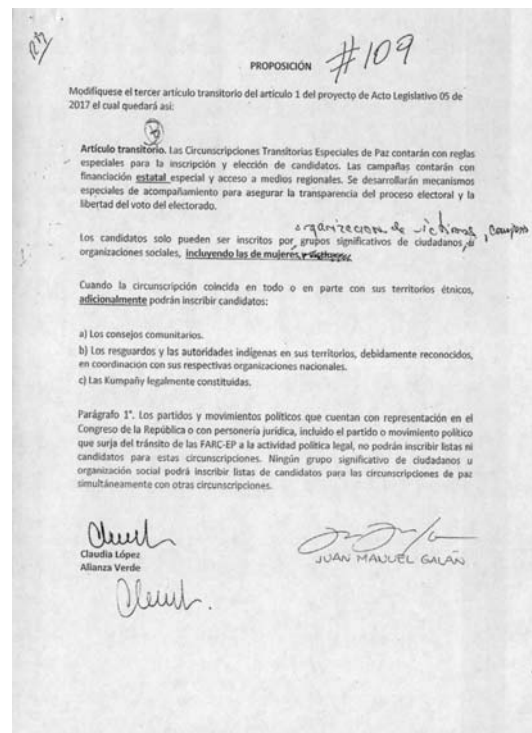 #109
PROPOSICIÓN
Modifíquese el tercer artículo transitorio del artículo 1 del proyecto de Acto Legislativo 05 de
2017 el cual quedará así:
Artículo transitorio. Las Circunscripciones Transitorias Especiales de Paz contarán con reglas
especiales para la inscripción y elección de candidatos. Las campañas contarán con
financiación estatal especial y acceso a medios regionales. Se desarrollarán mecanismos
especiales de acompañamiento para asegurar la transparencia del proceso electoral y la
libertad del voto del electorado.
organización de víctimas,
Los candidatos solo pueden ser inscritos por grupos significativos de ciudadanos,
organizaciones sociales, incluyendo las de mujeres
Cuando la circunscripción coincida en todo o en parte con sus territorios étnicos,
adicionalmente podrán inscribir candidatos:
a) Los consejos comunitarios.
b) Los resguardos y las autoridades indígenas en sus territorios, debidamente reconocidos,
en coordinación con sus respectivas organizaciones nacionales.
c) Las Kumpañy legalmente constituidas.
Parágrafo 1°. Los partidos y movimientos políticos que cuentan con representación en el
Congreso de la República o con personería jurídica, incluido el partido o movimiento político
que surja del tránsito de las FARC-EP a la actividad política legal, no podrán inscribir listas ni
candidatos para estas circunscripciones. Ningún grupo significativo de ciudadanos u
organización social podrá inscribir listas de candidatos para las circunscripciones de paz
simultáneamente con otras circunscripciones.
Claudia López
Alianza Verde
JUAN MANUEL GALÁN